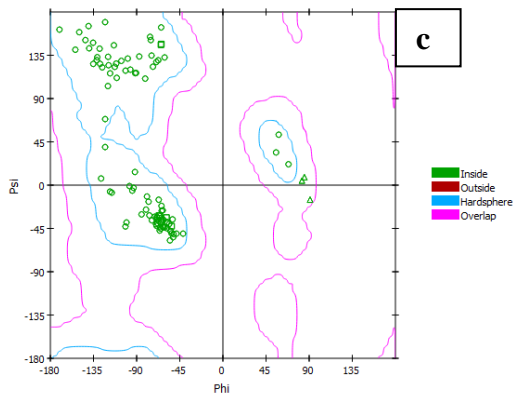 c
135
90
45
0
-45
-90
-135
-180
Psi
-180 -135 -90 -45 0 45 90 135
Phi
Inside
Outside
Hardsphere
Overlap